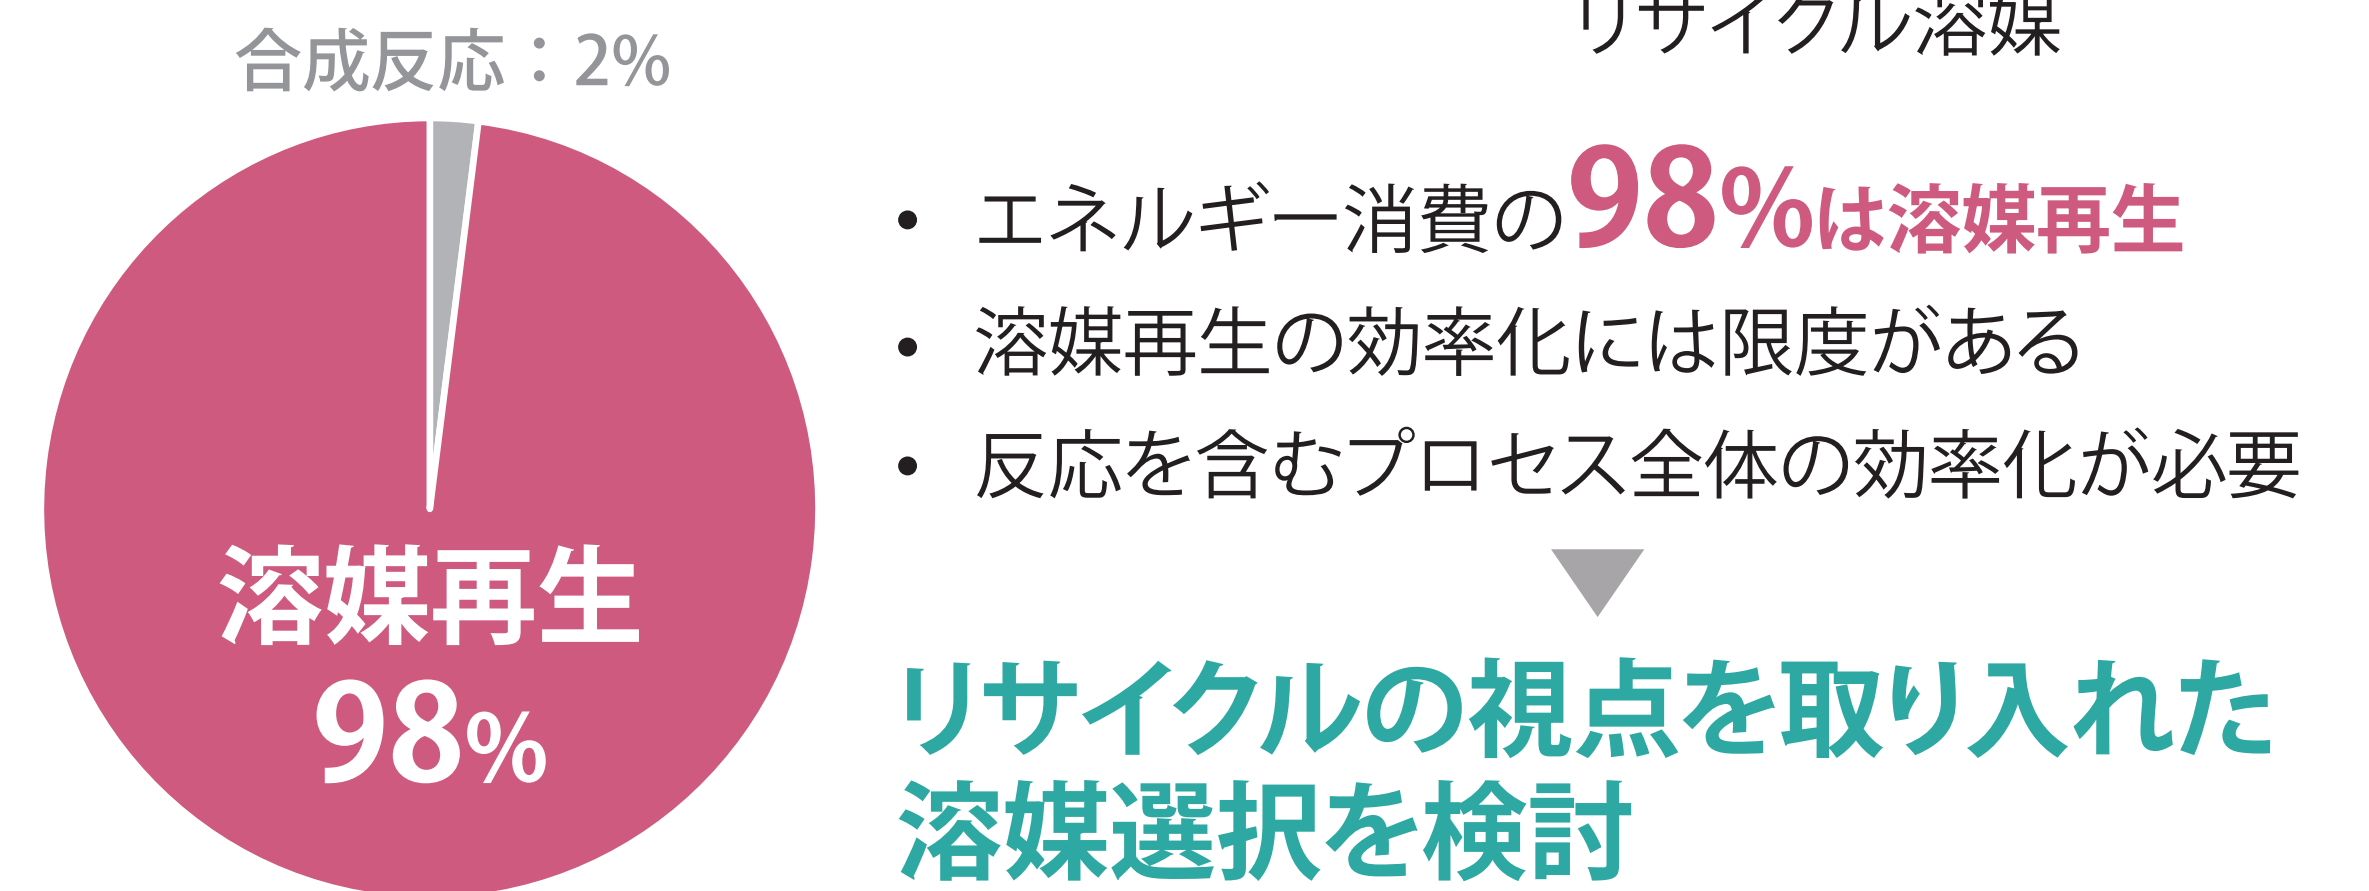 リサイクル溶媒
合成反応：2%
溶媒再生
98%
• エネルギー消費の98%は溶媒再生
• 溶媒再生の効率化には限度がある
• 反応を含むプロセス全体の効率化が必要
リサイクルの視点を取り入れた
溶媒選択を検討